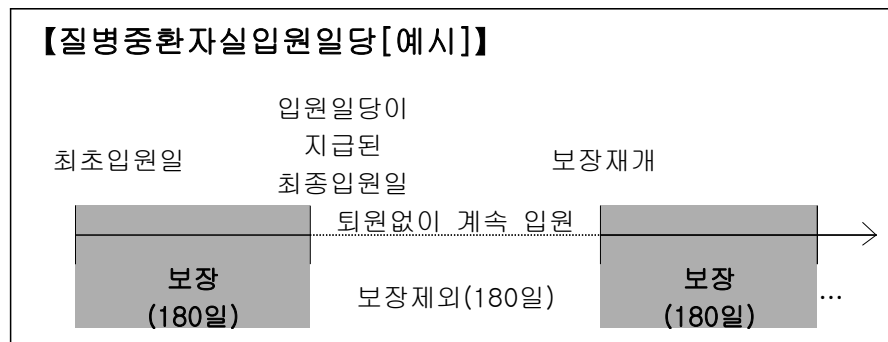 【질병중환자실입원일당[예시]】
입원일당이
지급된
최종입원일
최초입원일
보장재개
퇴원없이 계속 입원
보장
(180일)
보장제외(180일)
보장
(180일)
…